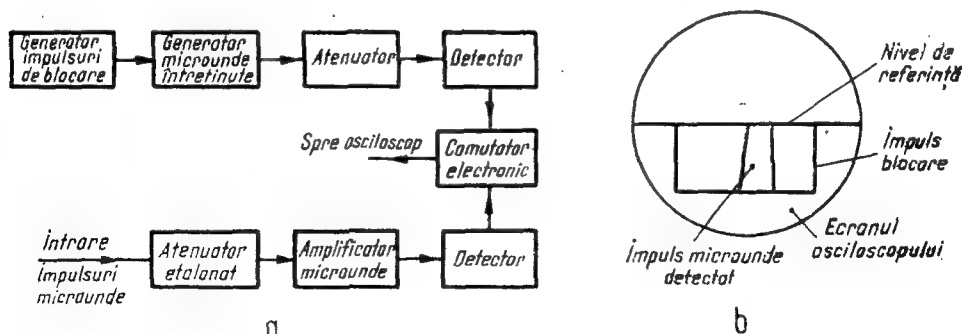 Generator
impulsuri
de blocare
Generator
microunde
întreținute
Atenuator
Detector
Spre osciloscop
Comutator
electronic
Intrare
Impulsuri
microunde
Atenuator
etalonat
Amplificator
microunde
Detector
a
Nivel de
referință
Impuls
blocare
Impuls microunde
detectat
Ecranul
osciloscopului
b